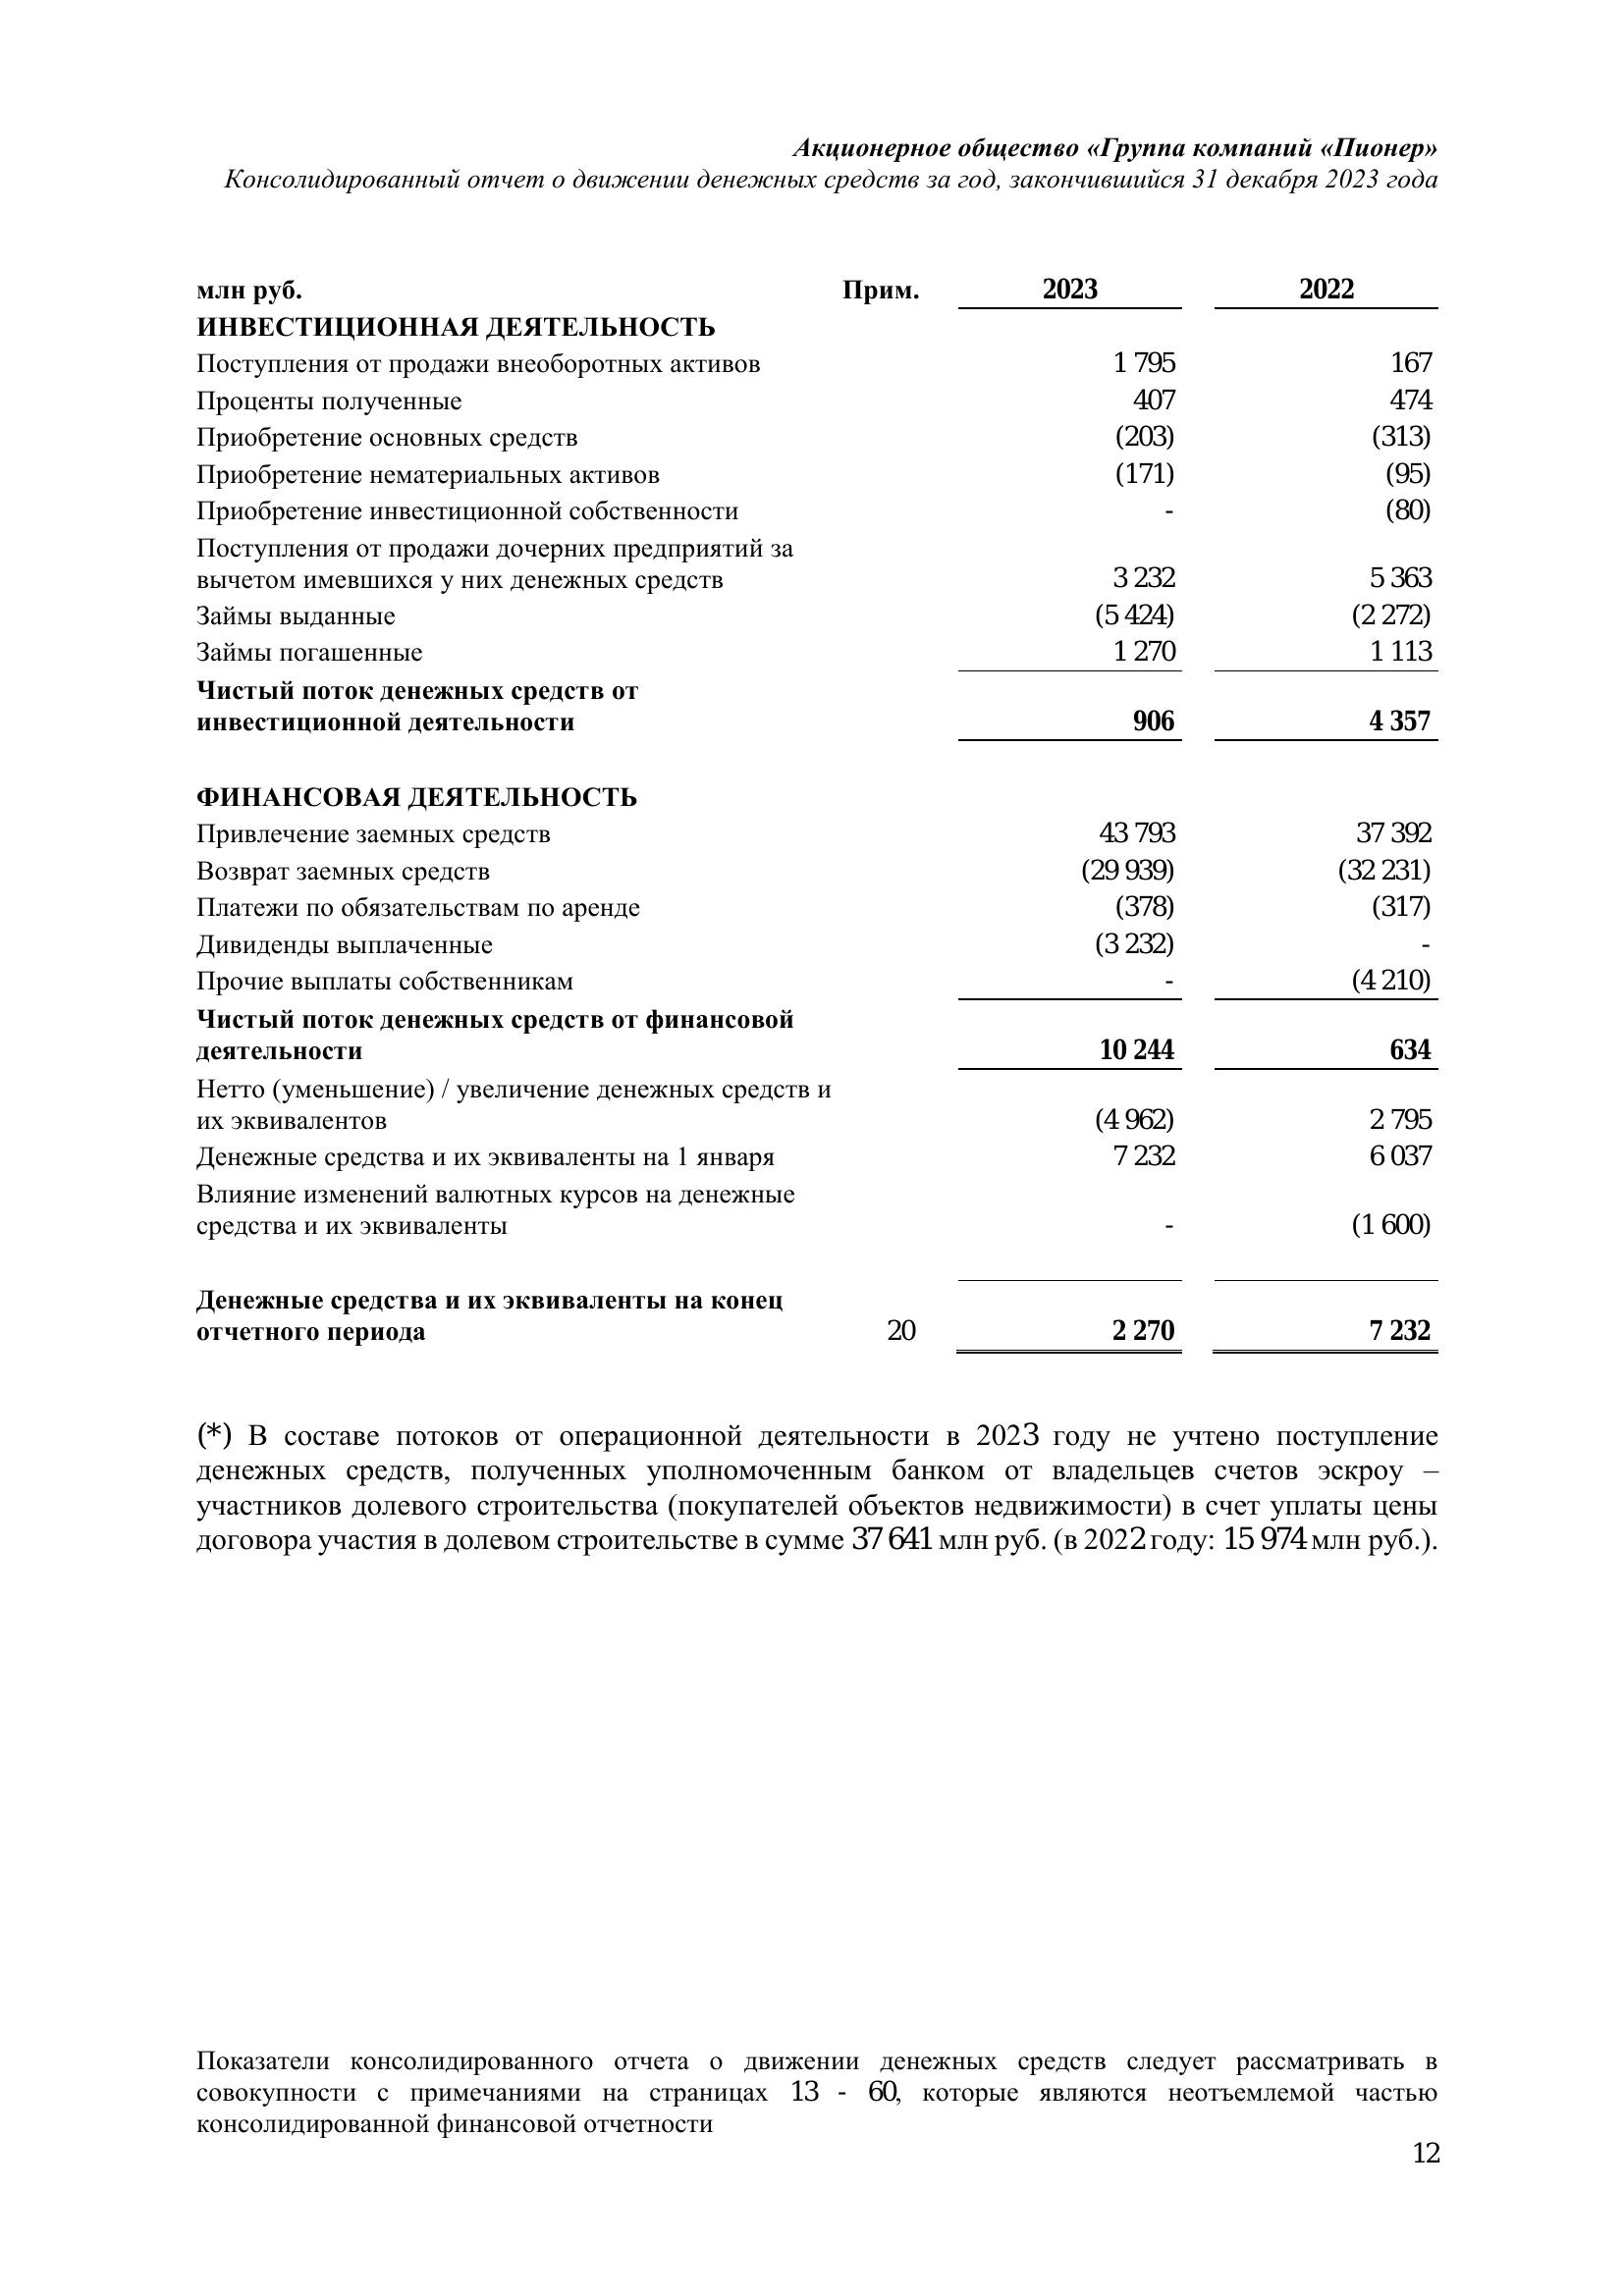 Акционерное общество «Группа компаний «Пионер»
Консолидированный отчет о движении денежных средств за год, закончившийся 31 декабря 2023 года
млн руб. Прим. 2023 2022
ИНВЕСТИЦИОННАЯ ДЕЯТЕЛЬНОСТЬ
Поступления от продажи внеоборотных активов 1 795 167
Проценты полученные 407 474
Приобретение основных средств (203) (313)
Приобретение нематериальных активов (171) (95)
Приобретение инвестиционной собственности - (80)
Поступления от продажи дочерних предприятий за
вычетом имевшихся у них денежных средств 3 232 5 363
Займы выданные (5 424) (2 272)
Займы погашенные 1 270 1 113
Чистый поток денежных средств от
инвестиционной деятельности 906 4 357
ФИНАНСОВАЯ ДЕЯТЕЛЬНОСТЬ
Привлечение заемных средств 43 793 37 392
Возврат заемных средств (29 939) (32 231)
Платежи по обязательствам по аренде (378) (317)
Дивиденды выплаченные (3 232) -
Прочие выплаты собственникам - (4 210)
Чистый поток денежных средств от финансовой
деятельности 10 244 634
Нетто (уменьшение) / увеличение денежных средств и
их эквивалентов (4 962) 2 795
Денежные средства и их эквиваленты на 1 января 7 232 6 037
Влияние изменений валютных курсов на денежные
средства и их эквиваленты - (1 600)
Денежные средства и их эквиваленты на конец
отчетного периода 20 2 270 7 232
(*) В составе потоков от операционной деятельности в 2023 году не учтено поступление
денежных средств, полученных уполномоченным банком от владельцев счетов эскроу –
участников долевого строительства (покупателей объектов недвижимости) в счет уплаты цены
договора участия в долевом строительстве в сумме 37 641 млн руб. (в 2022 году: 15 974 млн руб.).
Показатели консолидированного отчета о движении денежных средств следует рассматривать в
совокупности с примечаниями на страницах 13 - 60, которые являются неотъемлемой частью
консолидированной финансовой отчетности
12